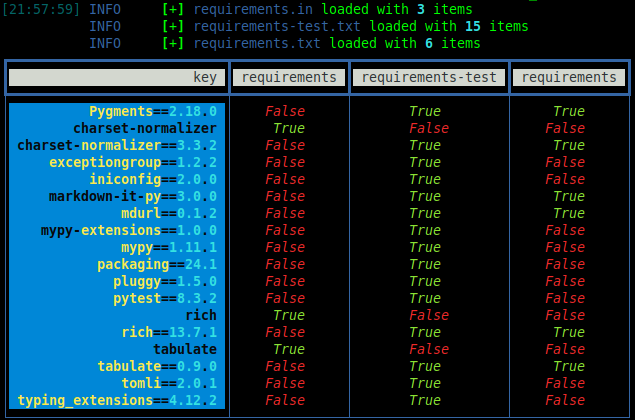 [21:57:59] INFO [+] requirements.in loaded with 3 items
INFO [+] requirements-test.txt loaded with 15 items
INFO [+] requirements.txt loaded with 6 items
key requirements requirements-test requirements
Pygments==2.18.0 False True True
charset-normalizer True False False
charset-normalizer==3.3.2 False True True
exceptiongroup==1.2.2 False True False
iniconfig==2.0.0 False True False
markdown-it-py==3.0.0 False True True
mdurl==0.1.2 False True True
mypy-extensions==1.0.0 False True False
mypy==1.11.1 False True False
packaging==24.1 False True False
pluggy==1.5.0 False True False
pytest==8.3.2 False True False
rich True False False
rich==13.7.1 False True True
tabulate True False False
tabulate==0.9.0 False True True
tomli==2.0.1 False True False
typing_extensions==4.12.2 False True False